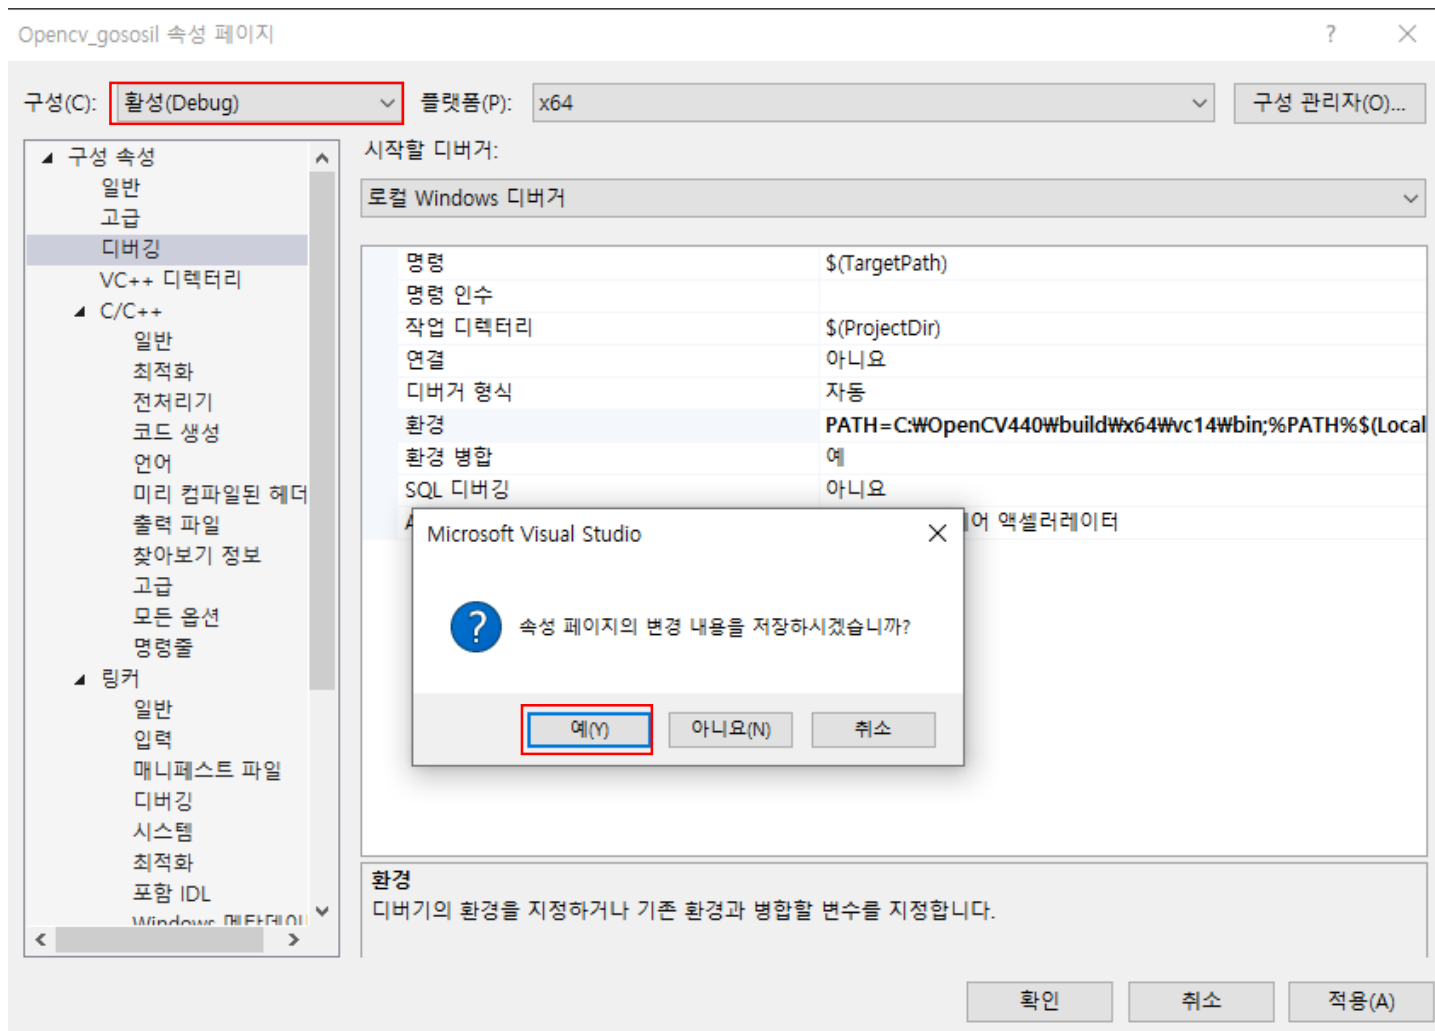 Opencv_gososil 속성 페이지
구성(C): 활성(Debug) 플랫폼(P): x64 구성 관리자(O)...
구성 속성
일반
고급
디버깅
VC++ 디렉터리
C/C++
일반
최적화
전처리기
코드 생성
언어
미리 컴파일된 헤더
출력 파일
찾아보기 정보
고급
모든 옵션
명령줄
링커
일반
입력
매니페스트 파일
디버깅
시스템
최적화
포함 IDL
Windows 메타데이
시작할 디버거:
로컬 Windows 디버거
명령 $(TargetPath)
명령 인수
작업 디렉터리 $(ProjectDir)
연결 아니요
디버거 형식 자동
환경 PATH=C:₩OpenCV440₩build₩x64₩vc14₩bin;%PATH%$(Local
환경 병합 예
SQL 디버깅 아니요
어 액셀러레이터
Microsoft Visual Studio
속성 페이지의 변경 내용을 저장하시겠습니까?
예(Y) 아니요(N) 취소
환경
디버기의 환경을 지정하거나 기존 환경과 병합할 변수를 지정합니다.
확인 취소 적용(A)